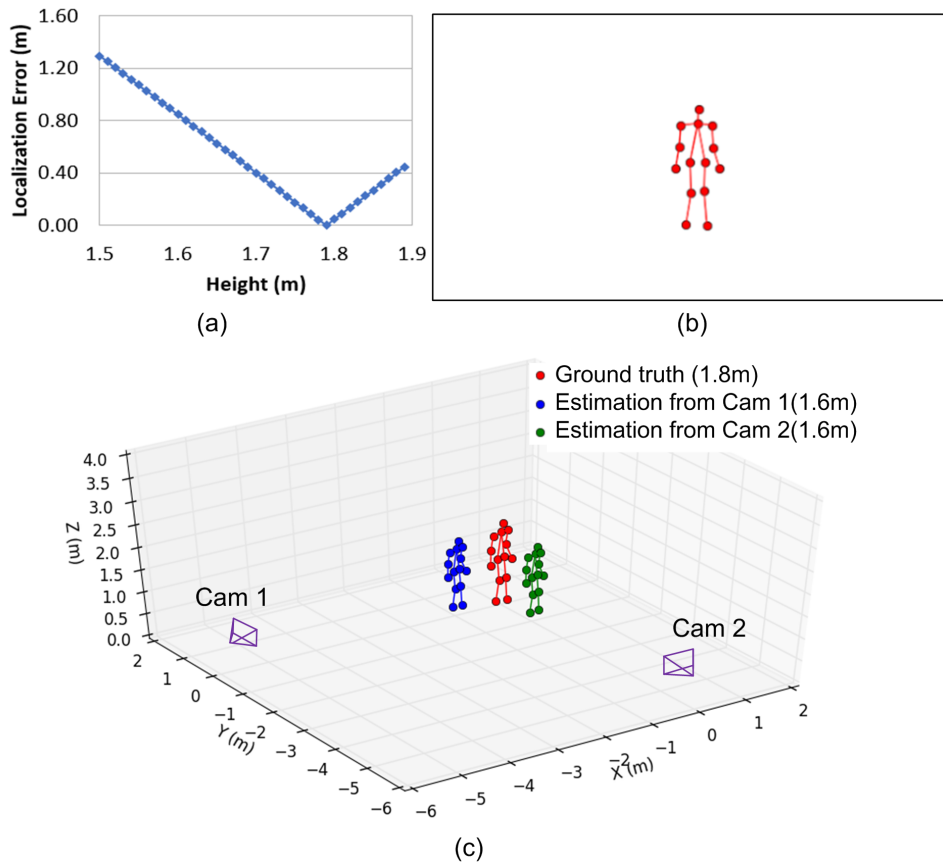 1.60
1.20
0.80
0.40
0.00
Localization Error (m)
1.5 1.6 1.7 1.8 1.9
Height (m)
(a)
(b)
Ground truth (1.8m)
Estimation from Cam 1(1.6m)
Estimation from Cam 2(1.6m)
4.0
3.5
3.0
2.5
2.0
1.5
1.0
0.5
0.0
Z (m)
Cam 1
Cam 2
2
1
0
−1
−2
−3
−4
−5
−6
Y (m)
−6
−5
−4
−3
−2
−1
0
1
2
X (m)
(c)